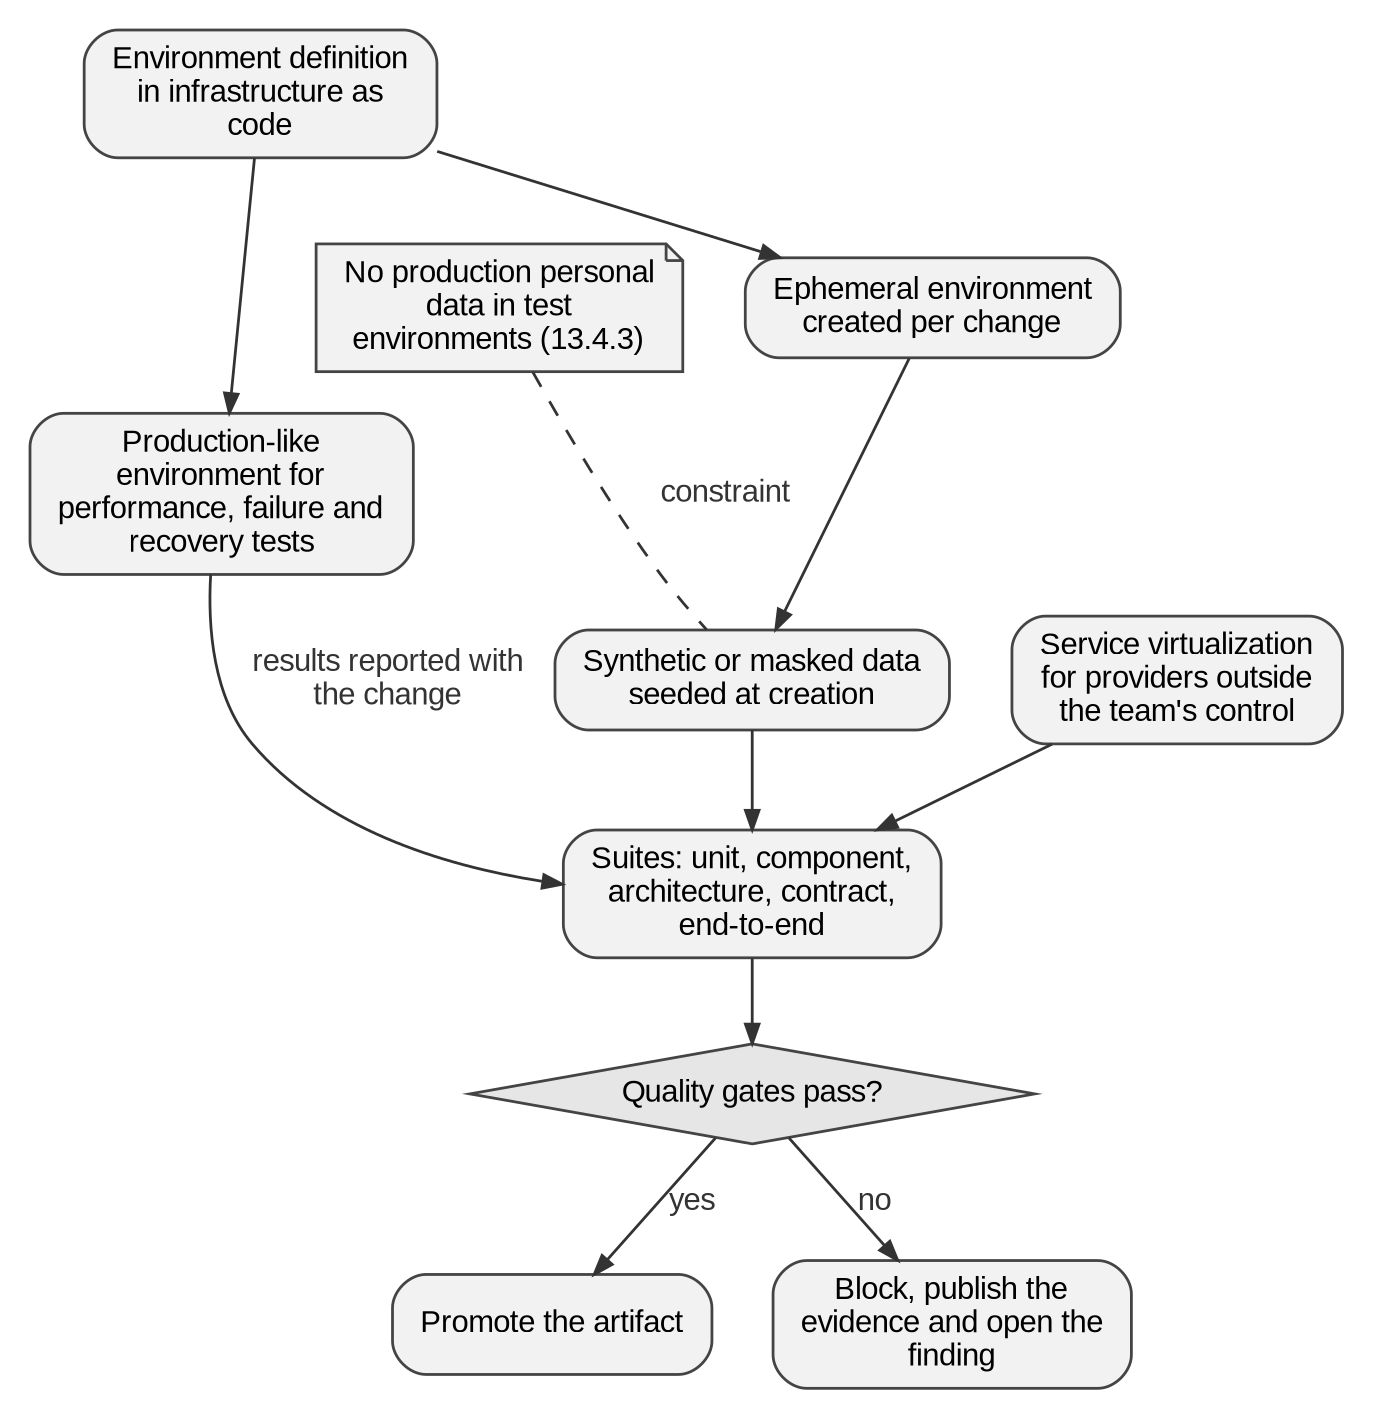 Environment definition
in infrastructure as
code
No production personal
data in test
environments (13.4.3)
Ephemeral environment
created per change
Production-like
environment for
performance, failure and
recovery tests
constraint
results reported with
the change
Synthetic or masked data
seeded at creation
Service virtualization
for providers outside
the team's control
Suites: unit, component,
architecture, contract,
end-to-end
Quality gates pass?
yes
no
Promote the artifact
Block, publish the
evidence and open the
finding